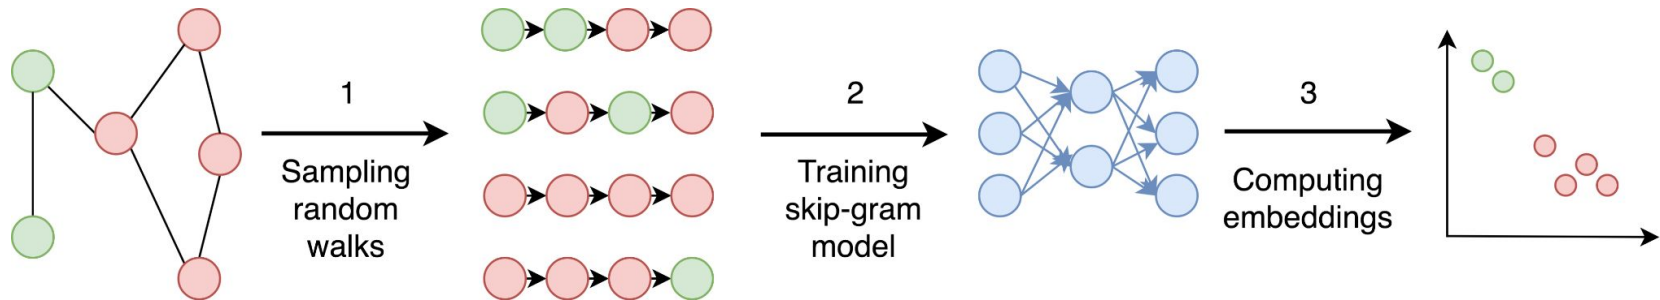 1
Sampling
random
walks
2
Training
skip-gram
model
3
Computing
embeddings